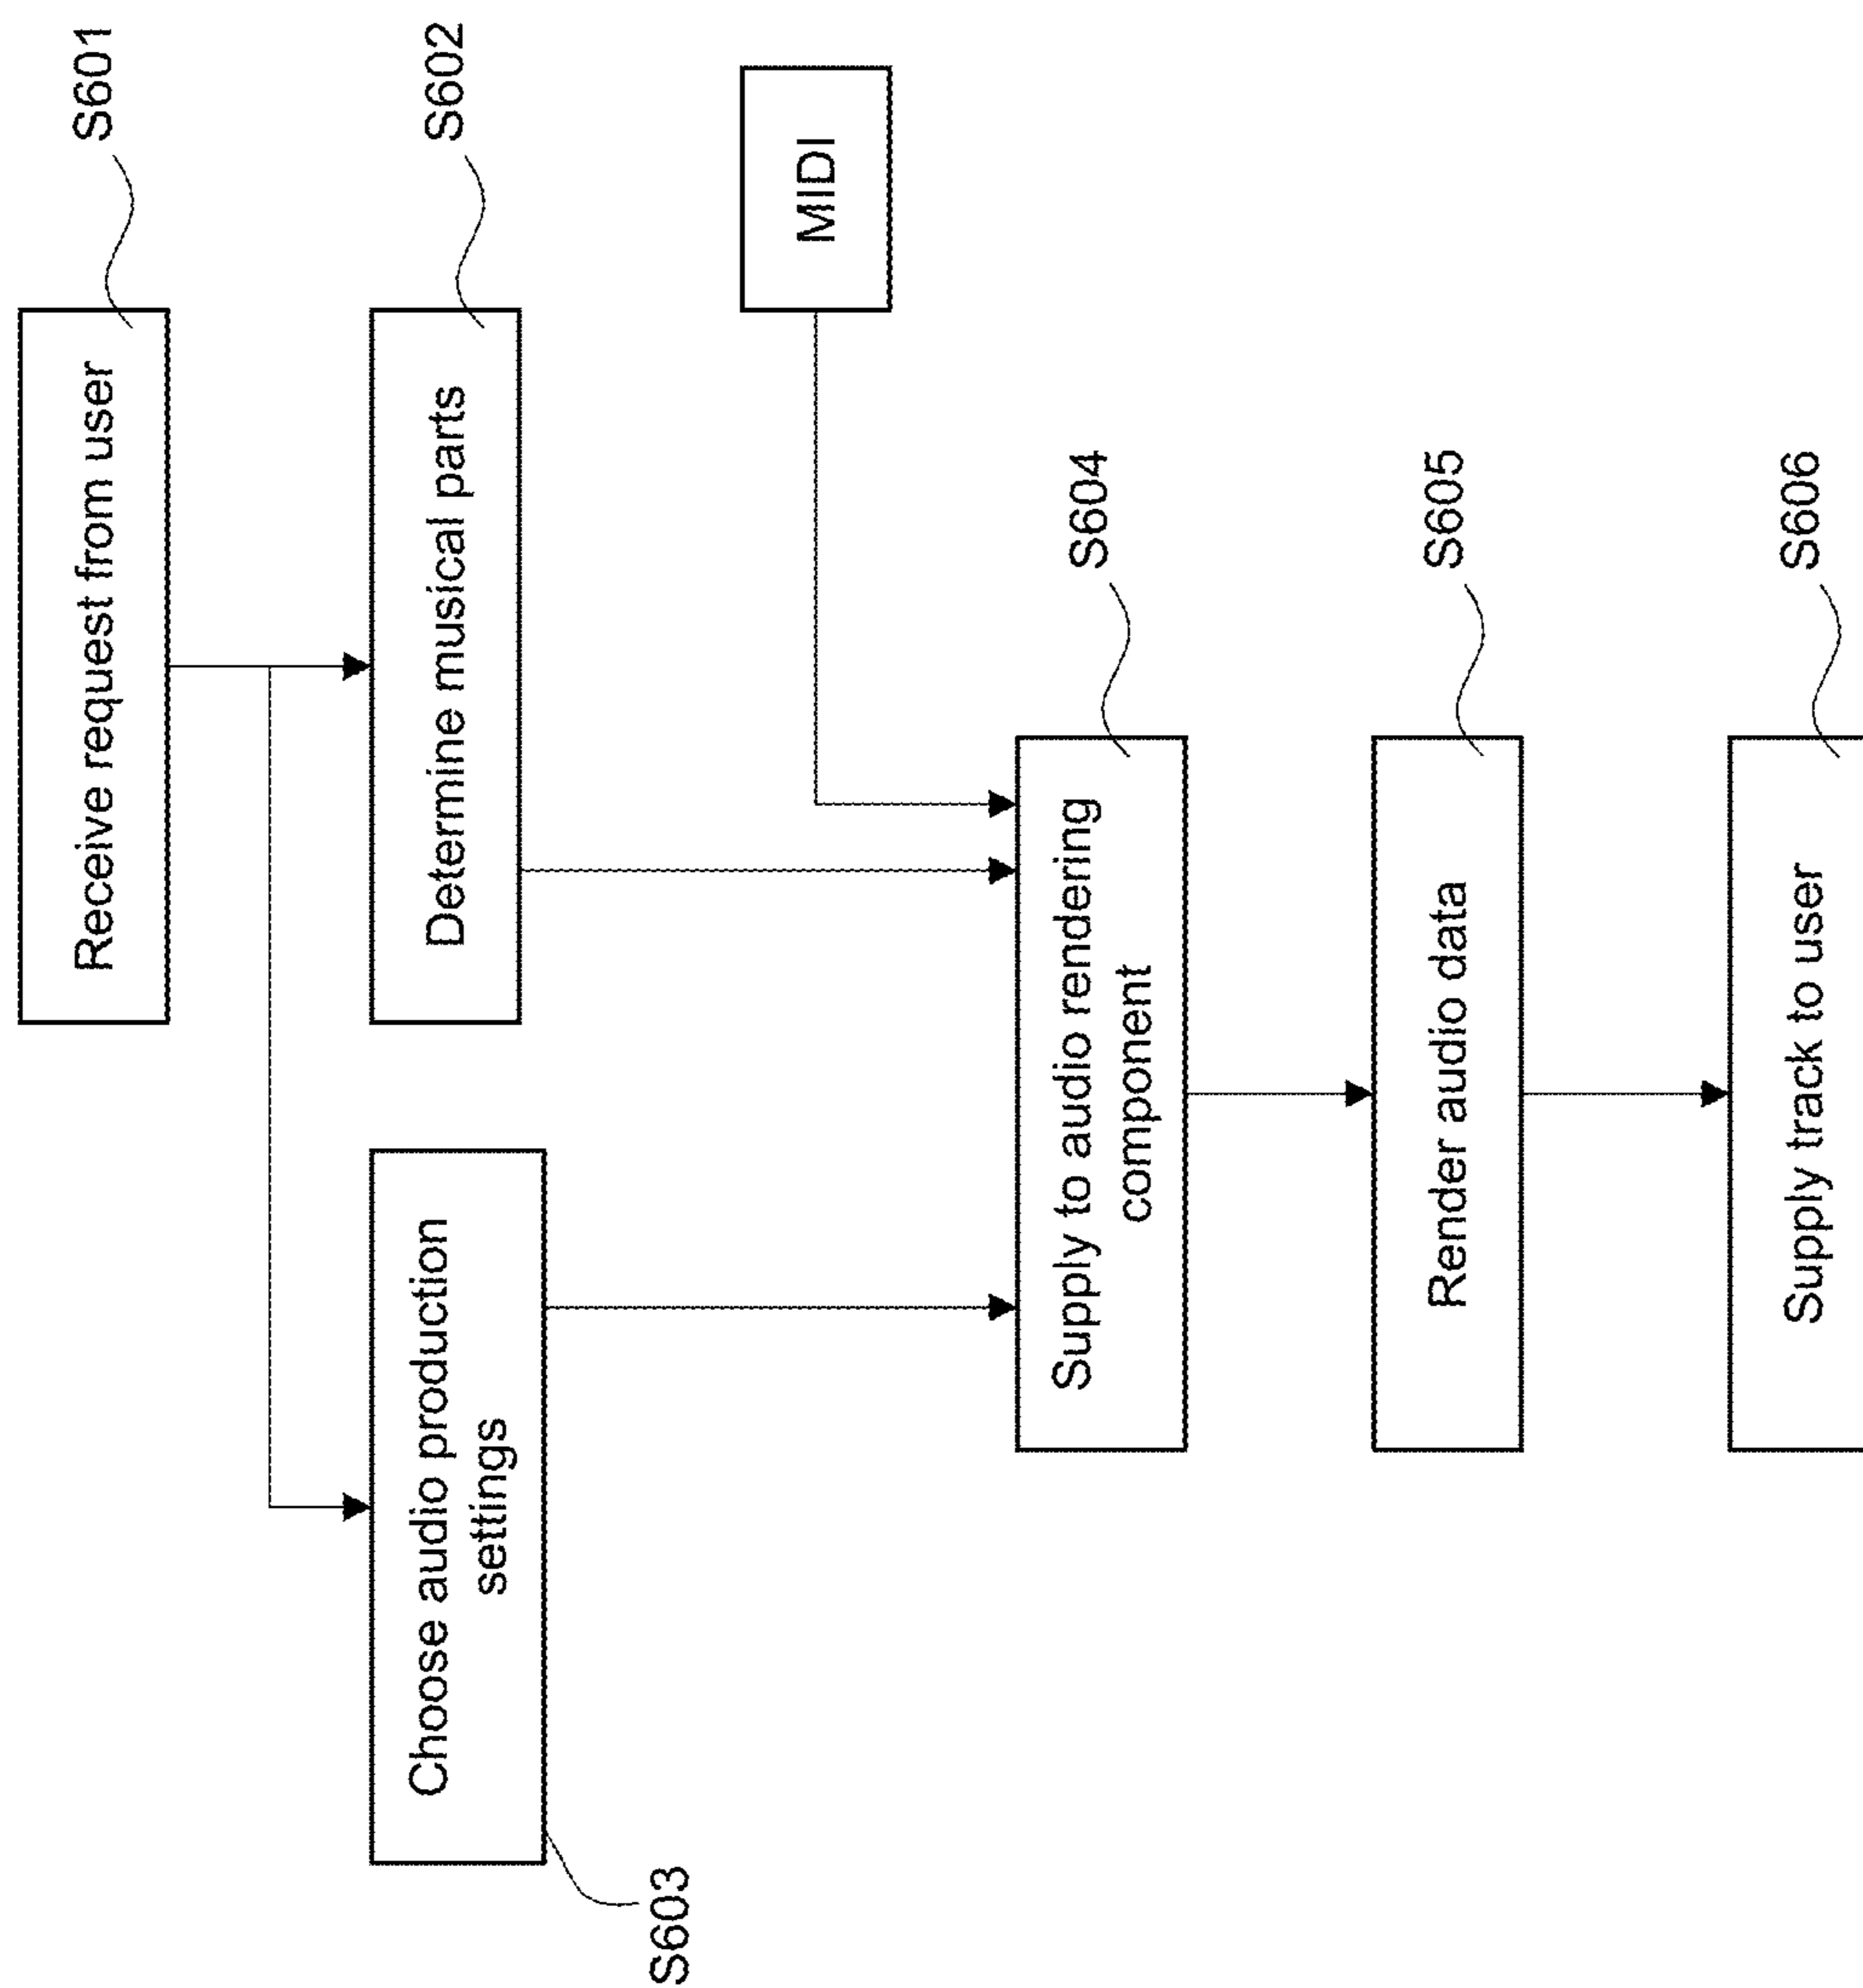 Receive request from user
S601
Choose audio production
settings
S603
Determine musical parts
S602
MIDI
Supply to audio rendering
component
S604
Render audio data
S605
Supply track to user
S606